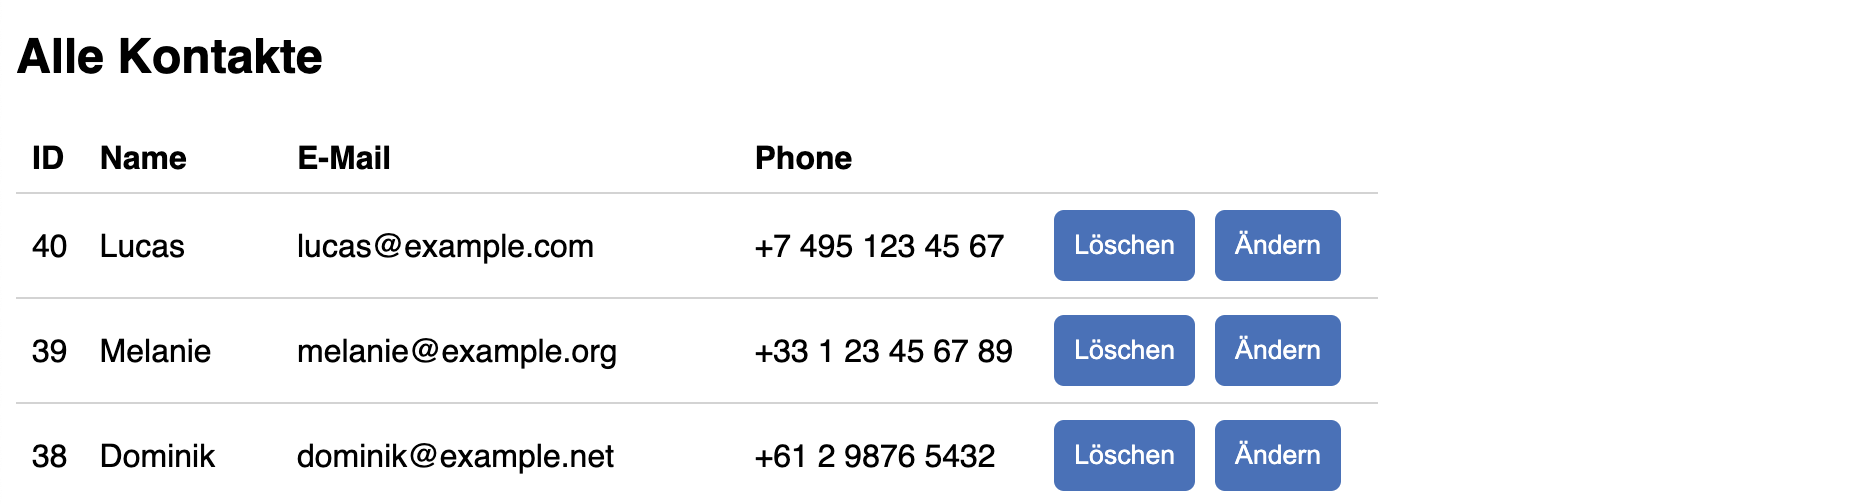 Alle Kontakte
ID Name E-Mail Phone
40 Lucas lucas@example.com +7 495 123 45 67 Löschen Ändern
39 Melanie melanie@example.org +33 1 23 45 67 89 Löschen Ändern
38 Dominik dominik@example.net +61 2 9876 5432 Löschen Ändern